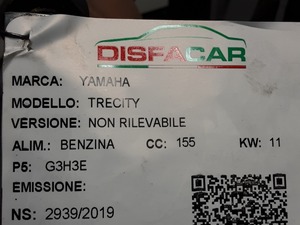 DISFACAR
MARCA: YAMAHA
MODELLO: TRECITY
VERSIONE: NON RILEVABILE
ALIM.: BENZINA CC: 155 KW: 11
P5: G3H3E
EMISSIONE:
NS: 2939/2019